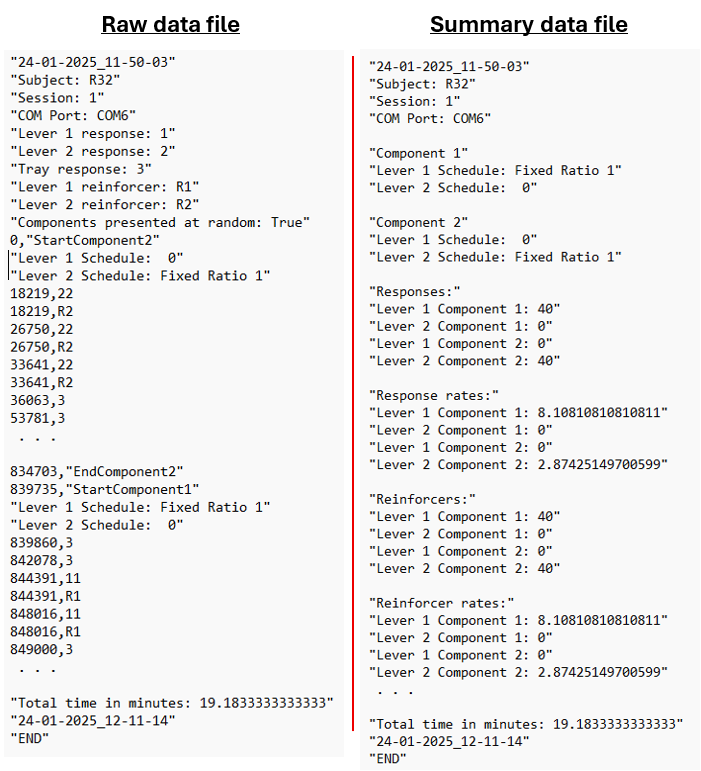 Raw data file
"24-01-2025_11-50-03"
"Subject: R32"
"Session: 1"
"COM Port: COM6"
"Lever 1 response: 1"
"Lever 2 response: 2"
"Tray response: 3"
"Lever 1 reinforcer: R1"
"Lever 2 reinforcer: R2"
"Components presented at random: True"
0,"StartComponent2"
"Lever 1 Schedule:  0"
"Lever 2 Schedule: Fixed Ratio 1"
18219,22
18219,R2
26750,22
26750,R2
33641,22
33641,R2
36063,3
53781,3
. . .
834703,"EndComponent2"
839735,"StartComponent1"
"Lever 1 Schedule: Fixed Ratio 1"
"Lever 2 Schedule:  0"
839860,3
842078,3
844391,11
844391,R1
848016,11
848016,R1
849000,3
. . .
"Total time in minutes: 19.1833333333333"
"24-01-2025_12-11-14"
"END"
Summary data file
"24-01-2025_11-50-03"
"Subject: R32"
"Session: 1"
"COM Port: COM6"
"Component 1"
"Lever 1 Schedule: Fixed Ratio 1"
"Lever 2 Schedule:  0"
"Component 2"
"Lever 1 Schedule:  0"
"Lever 2 Schedule: Fixed Ratio 1"
"Responses:"
"Lever 1 Component 1: 40"
"Lever 2 Component 1: 0"
"Lever 1 Component 2: 0"
"Lever 2 Component 2: 40"
"Response rates:"
"Lever 1 Component 1: 8.10810810810811"
"Lever 2 Component 1: 0"
"Lever 1 Component 2: 0"
"Lever 2 Component 2: 2.87425149700599"
"Reinforcers:"
"Lever 1 Component 1: 40"
"Lever 2 Component 1: 0"
"Lever 1 Component 2: 0"
"Lever 2 Component 2: 40"
"Reinforcer rates:"
"Lever 1 Component 1: 8.10810810810811"
"Lever 2 Component 1: 0"
"Lever 1 Component 2: 0"
"Lever 2 Component 2: 2.87425149700599"
. . .
"Total time in minutes: 19.1833333333333"
"24-01-2025_12-11-14"
"END"